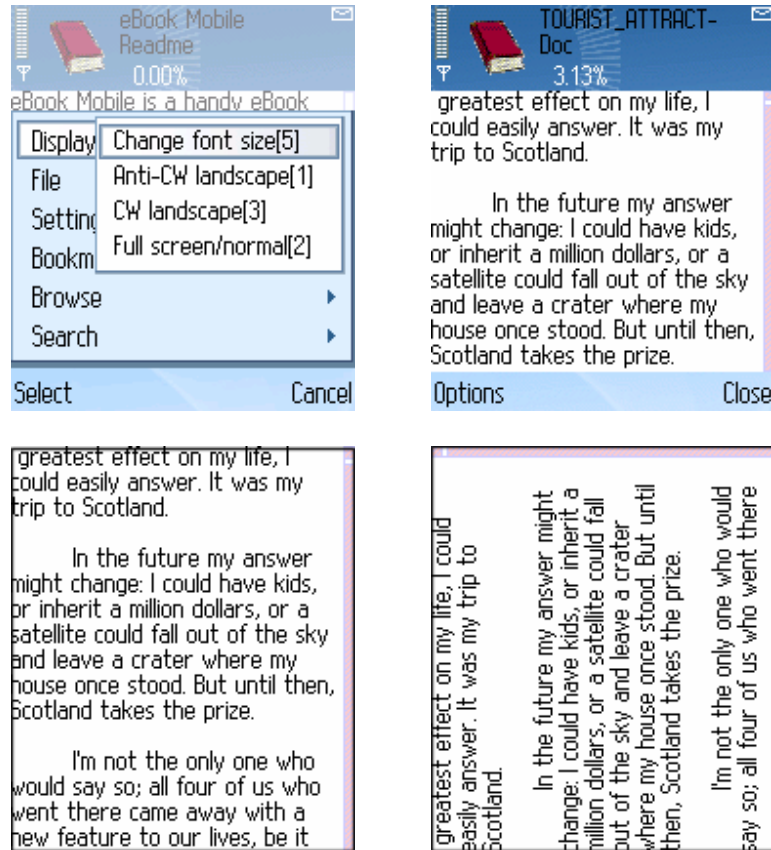 eBook Mobile
Readme
0.00%
eBook Mobile is a handy eBook
Display
Change font size[5]
Anti-CW landscape[1]
CW landscape[3]
Full screen/normal[2]
File
Setting
Bookm
Browse
Search
Select
Cancel
TOURIST_ATTRACT-
Doc
3.13%
greatest effect on my life, I
could easily answer. It was my
trip to Scotland.
In the future my answer
might change: I could have kids,
or inherit a million dollars, or a
satellite could fall out of the sky
and leave a crater where my
house once stood. But until then,
Scotland takes the prize.
Options
Close
greatest effect on my life, I
could easily answer. It was my
trip to Scotland.
In the future my answer
might change: I could have kids,
or inherit a million dollars, or a
satellite could fall out of the sky
and leave a crater where my
house once stood. But until then,
Scotland takes the prize.
I'm not the only one who
would say so; all four of us who
went there came away with a
new feature to our lives, be it
greatest effect on my life, I could
easily answer. It was my trip to
Scotland.
In the future my answer might
change: I could have kids, or inherit a
million dollars, or a satellite could fall
out of the sky and leave a crater
where my house once stood. But until
then, Scotland takes the prize.
I'm not the only one who would
say so; all four of us who went there